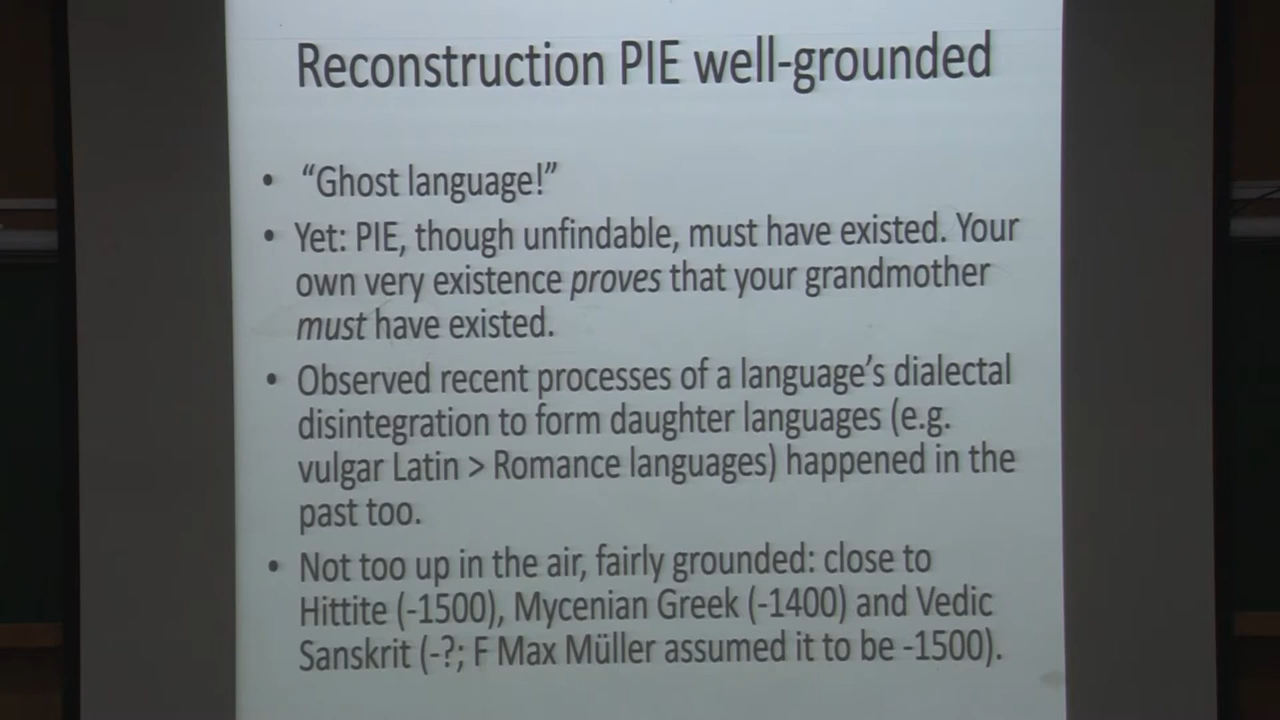 Reconstruction PIE well-grounded
• “Ghost language!”
• Yet: PIE, though unfindable, must have existed. Your
own very existence proves that your grandmother
must have existed.
• Observed recent processes of a language’s dialectal
disintegration to form daughter languages (e.g.
vulgar Latin > Romance languages) happened in the
past too.
• Not too up in the air, fairly grounded: close to
Hittite (-1500), Mycenian Greek (-1400) and Vedic
Sanskrit (-?; F Max Müller assumed it to be -1500).